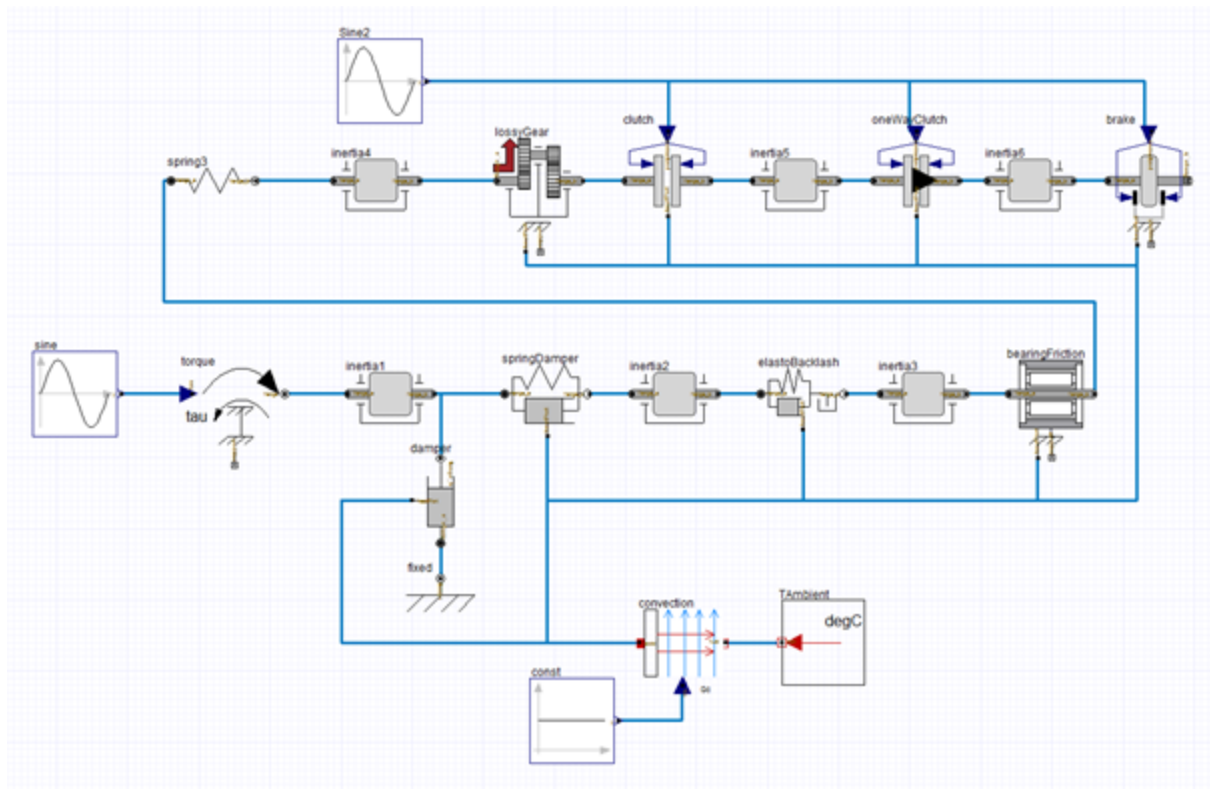 Sine2
clutch
oneWayClutch
brake
lossyGear
spring3
inertia4
inertia5
inertia6
sine
torque
inertia1
springDamper
inertia2
elastoBacklash
inertia3
bearingFriction
tau
damper
fixed
convection
TAmbient
degC
const
Gc